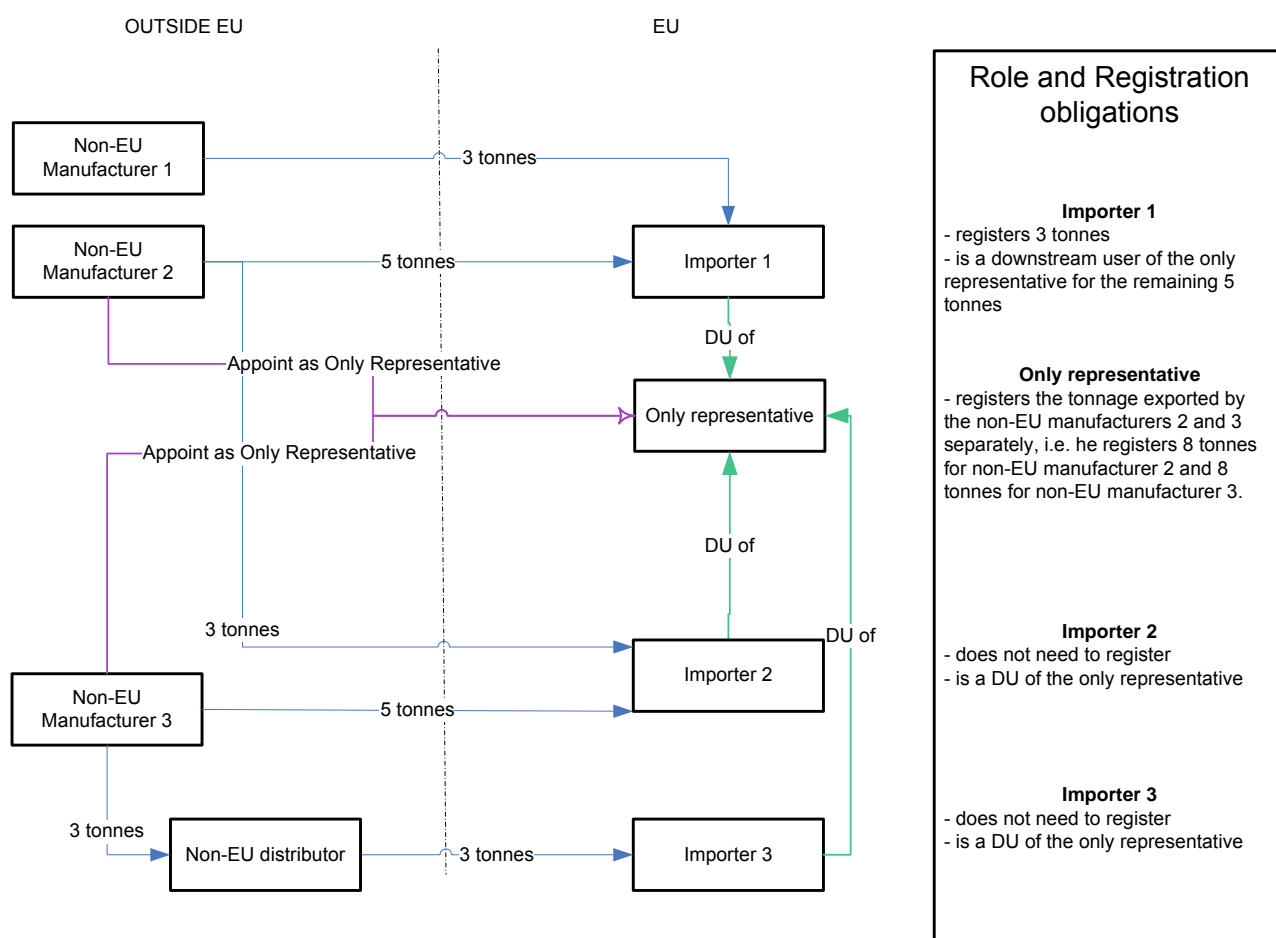 OUTSIDE EU
EU
Role and Registration
obligations
Non-EU
Manufacturer 1
3 tonnes
Importer 1
- registers 3 tonnes
- is a downstream user of the only
representative for the remaining 5
tonnes
Non-EU
Manufacturer 2
5 tonnes
Importer 1
DU of
Appoint as Only Representative
Only representative
Only representative
- registers the tonnage exported by
the non-EU manufacturers 2 and 3
separately, i.e. he registers 8 tonnes
for non-EU manufacturer 2 and 8
tonnes for non-EU manufacturer 3.
Appoint as Only Representative
DU of
3 tonnes
DU of
Importer 2
- does not need to register
- is a DU of the only representative
Importer 2
Non-EU
Manufacturer 3
5 tonnes
Importer 3
- does not need to register
- is a DU of the only representative
3 tonnes
Non-EU distributor
3 tonnes
Importer 3